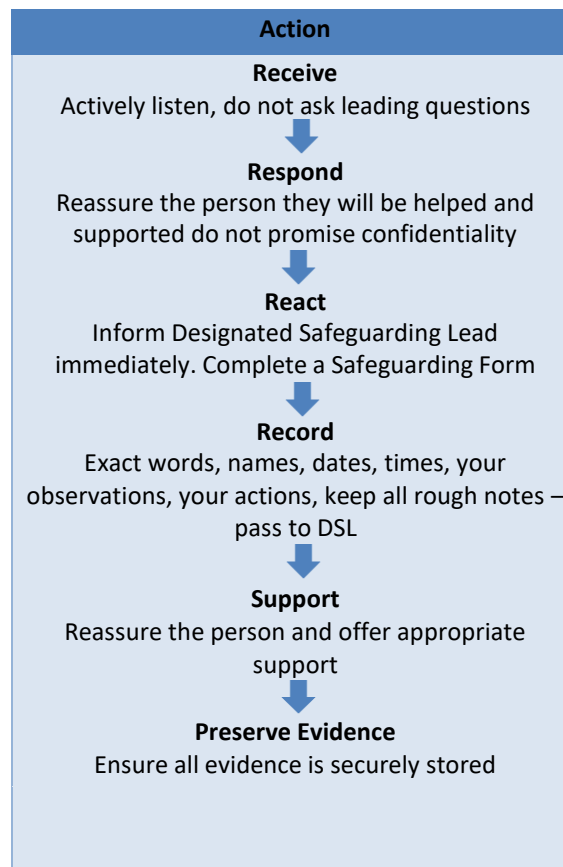 Action
Receive
Actively listen, do not ask leading questions
Respond
Reassure the person they will be helped and
supported do not promise confidentiality
React
Inform Designated Safeguarding Lead
immediately. Complete a Safeguarding Form
Record
Exact words, names, dates, times, your
observations, your actions, keep all rough notes –
pass to DSL
Support
Reassure the person and offer appropriate
support
Preserve Evidence
Ensure all evidence is securely stored